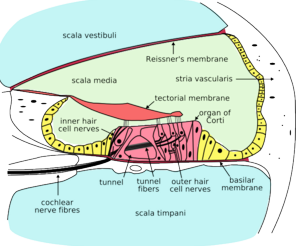 scala vestibuli
Reissner's membrane
scala media
stria vascularis
tectorial membrane
organ of
Corti
inner hair
cell nerves
tunnel
tunnel
fibers
outer hair
cell nerves
basilar
membrane
cochlear
nerve fibres
scala timpani